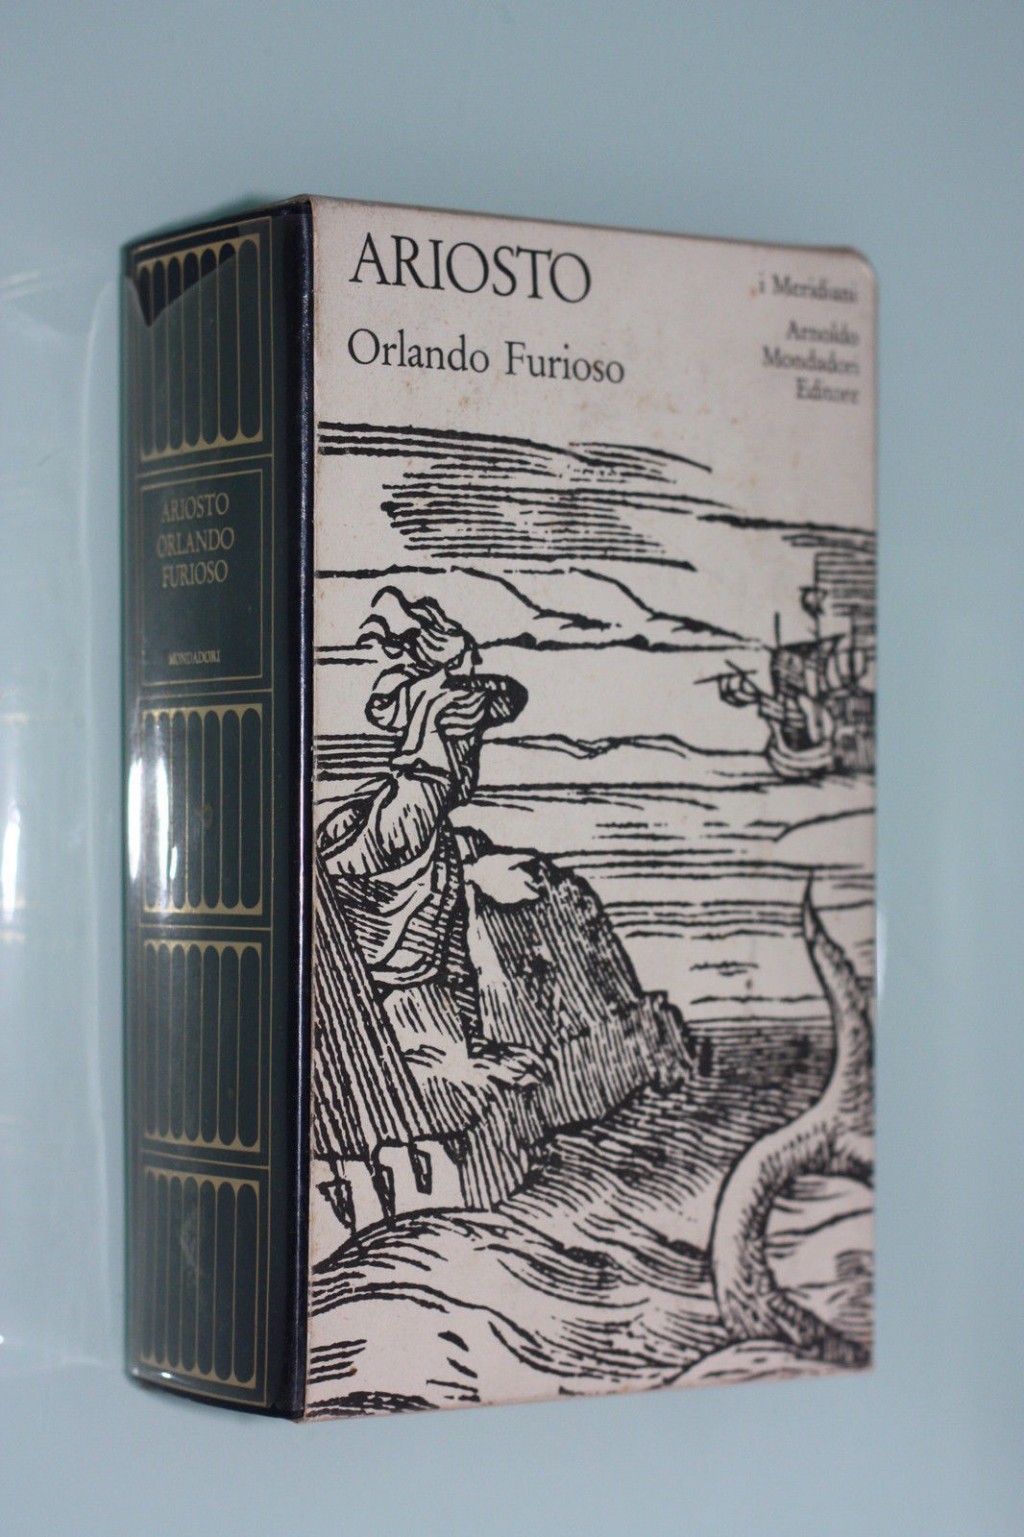 ARIOSTO
Orlando Furioso
i Meridiani
Arnoldo
Mondadori
Editore
ARIOSTO
ORLANDO
FURIOSO
MONDADORI